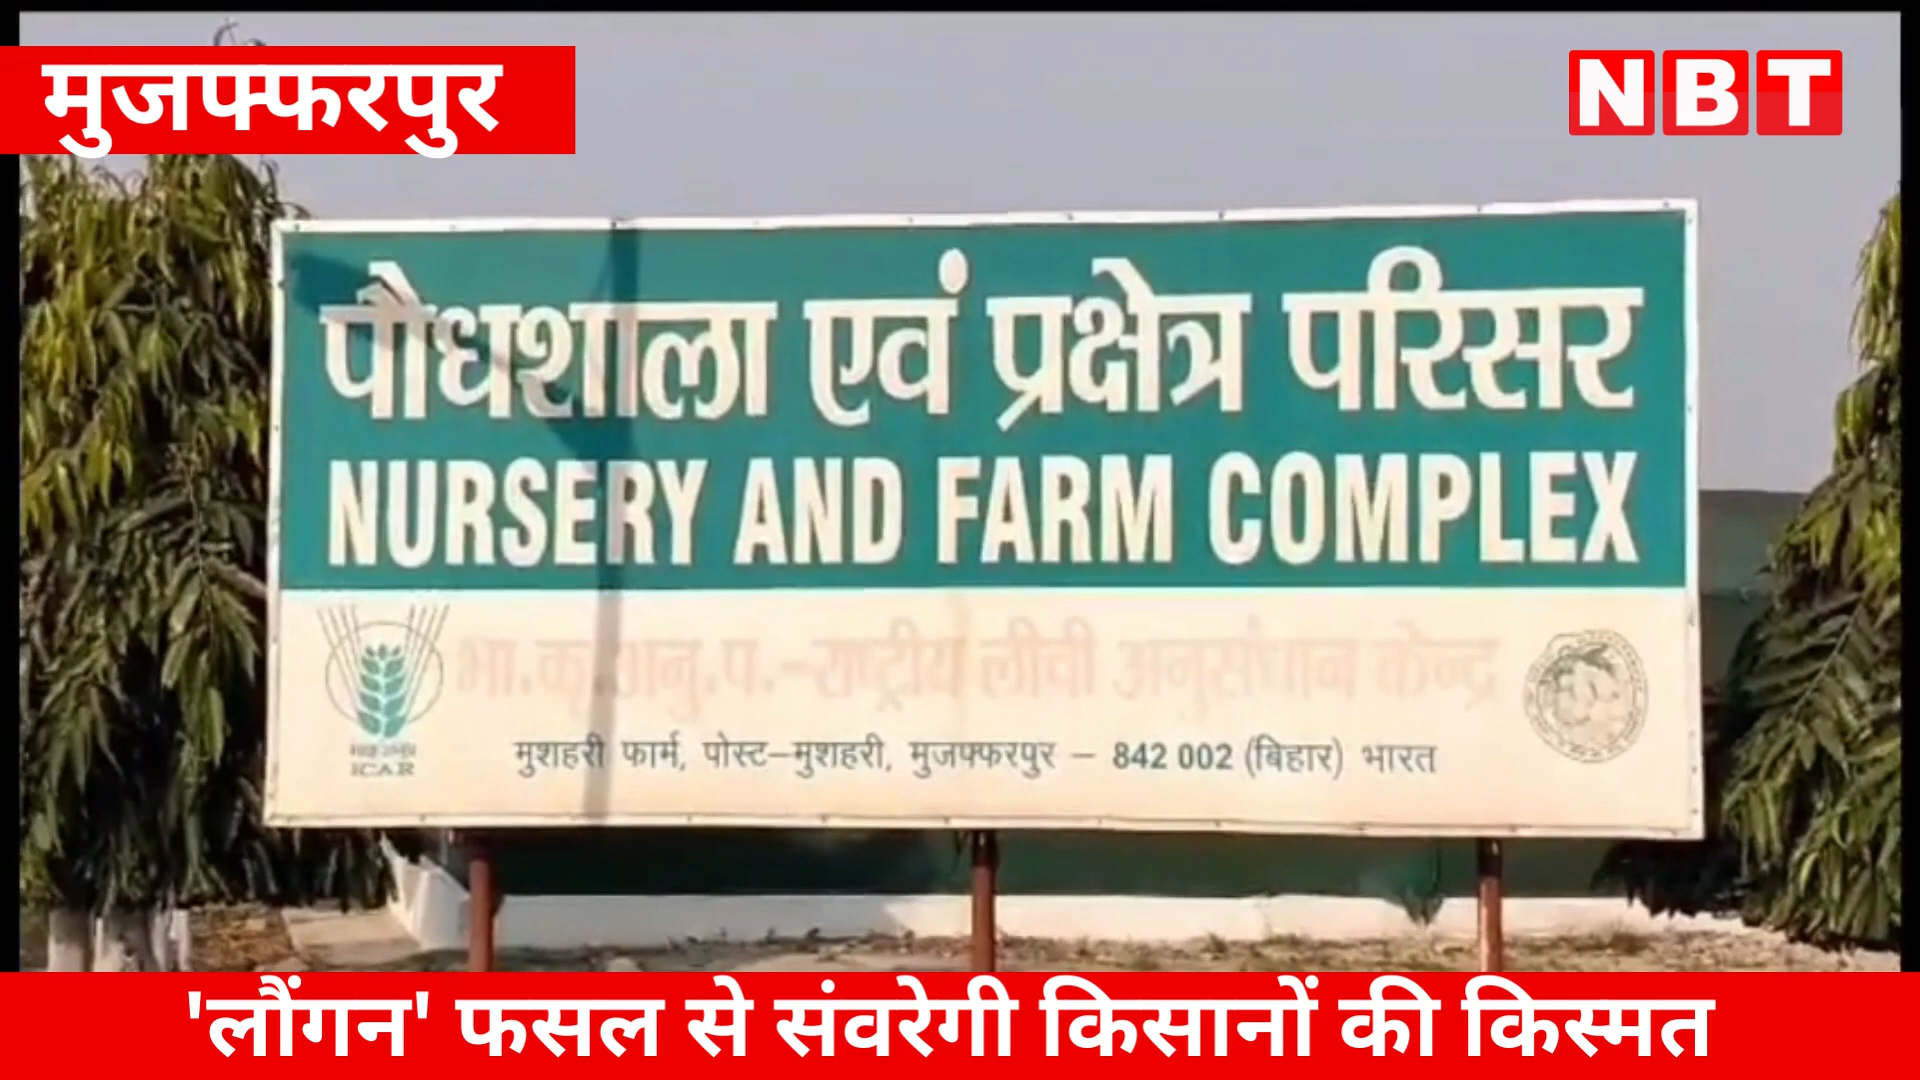 मुजफ्फरपुर
NBT
पौधशाला एवं प्रक्षेत्र परिसर
NURSERY AND FARM COMPLEX
भा.कृ.अनु.प.-राष्ट्रीय लीची अनुसंधान केन्द्र
मुशहरी फार्म, पोस्ट-मुशहरी, मुजफ्फरपुर - 842 002 (बिहार) भारत
ICAR
'लौंगन' फसल से संवरेगी किसानों की किस्मत